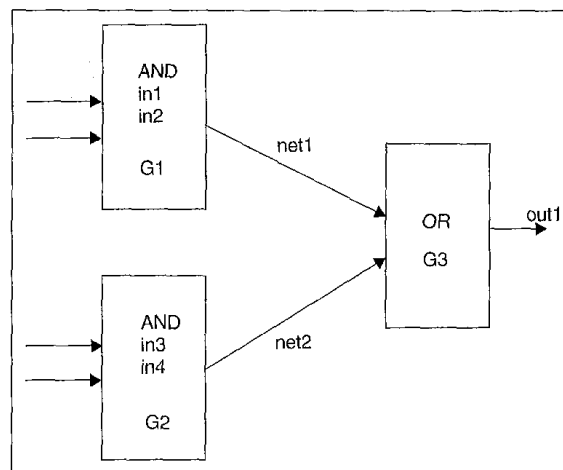 AND
in1
in2
G1
net1
OR
G3
out1
AND
in3
in4
G2
net2